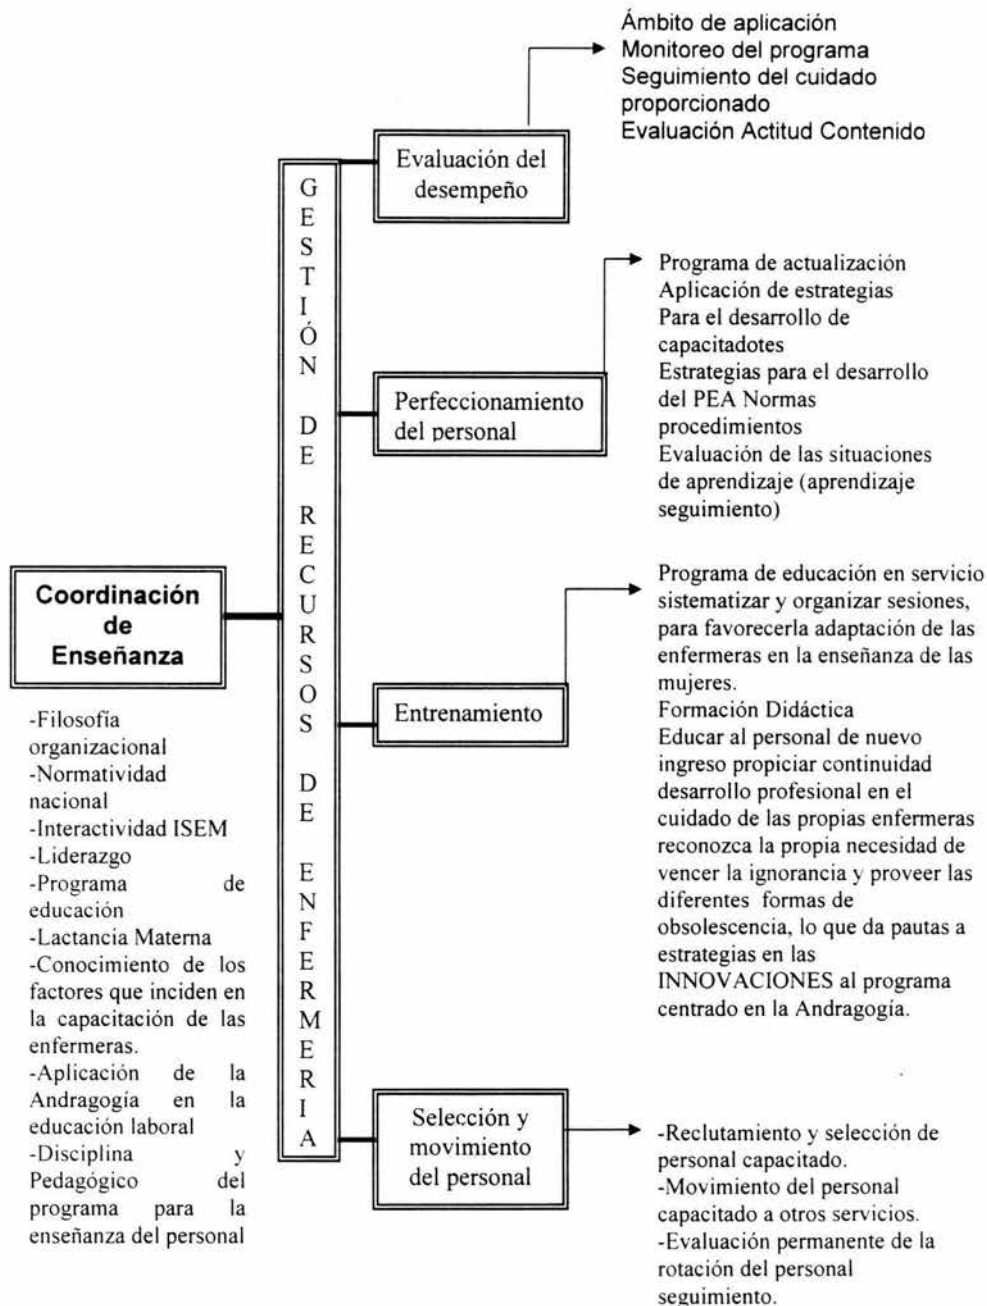 Ámbito de aplicación
Monitoreo del programa
Seguimiento del cuidado
proporcionado
Evaluación Actitud Contenido
Evaluación del
desempeño
GESTIÓN DE RECURSOS DE ENFERMERIA
Programa de actualización
Aplicación de estrategias
Para el desarrollo de
capacitadotes
Estrategias para el desarrollo
del PEA Normas
procedimientos
Evaluación de las situaciones
de aprendizaje (aprendizaje
seguimiento)
Perfeccionamiento
del personal
Coordinación
de
Enseñanza
-Filosofía
organizacional
-Normatividad
nacional
-Interactividad ISEM
-Liderazgo
-Programa de
educación
-Lactancia Materna
-Conocimiento de los
factores que inciden en
la capacitación de las
enfermeras.
-Aplicación de la
Andragogía en la
educación laboral
-Disciplina y
Pedagógico del
programa para la
enseñanza del personal
Entrenamiento
Programa de educación en servicio
sistematizar y organizar sesiones,
para favorecerla adaptación de las
enfermeras en la enseñanza de las
mujeres.
Formación Didáctica
Educar al personal de nuevo
ingreso propiciar continuidad
desarrollo profesional en el
cuidado de las propias enfermeras
reconozca la propia necesidad de
vencer la ignorancia y proveer las
diferentes formas de
obsolescencia, lo que da pautas a
estrategias en las
INNOVACIONES al programa
centrado en la Andragogía.
Selección y
movimiento
del personal
-Reclutamiento y selección de
personal capacitado.
-Movimiento del personal
capacitado a otros servicios.
-Evaluación permanente de la
rotación del personal
seguimiento.